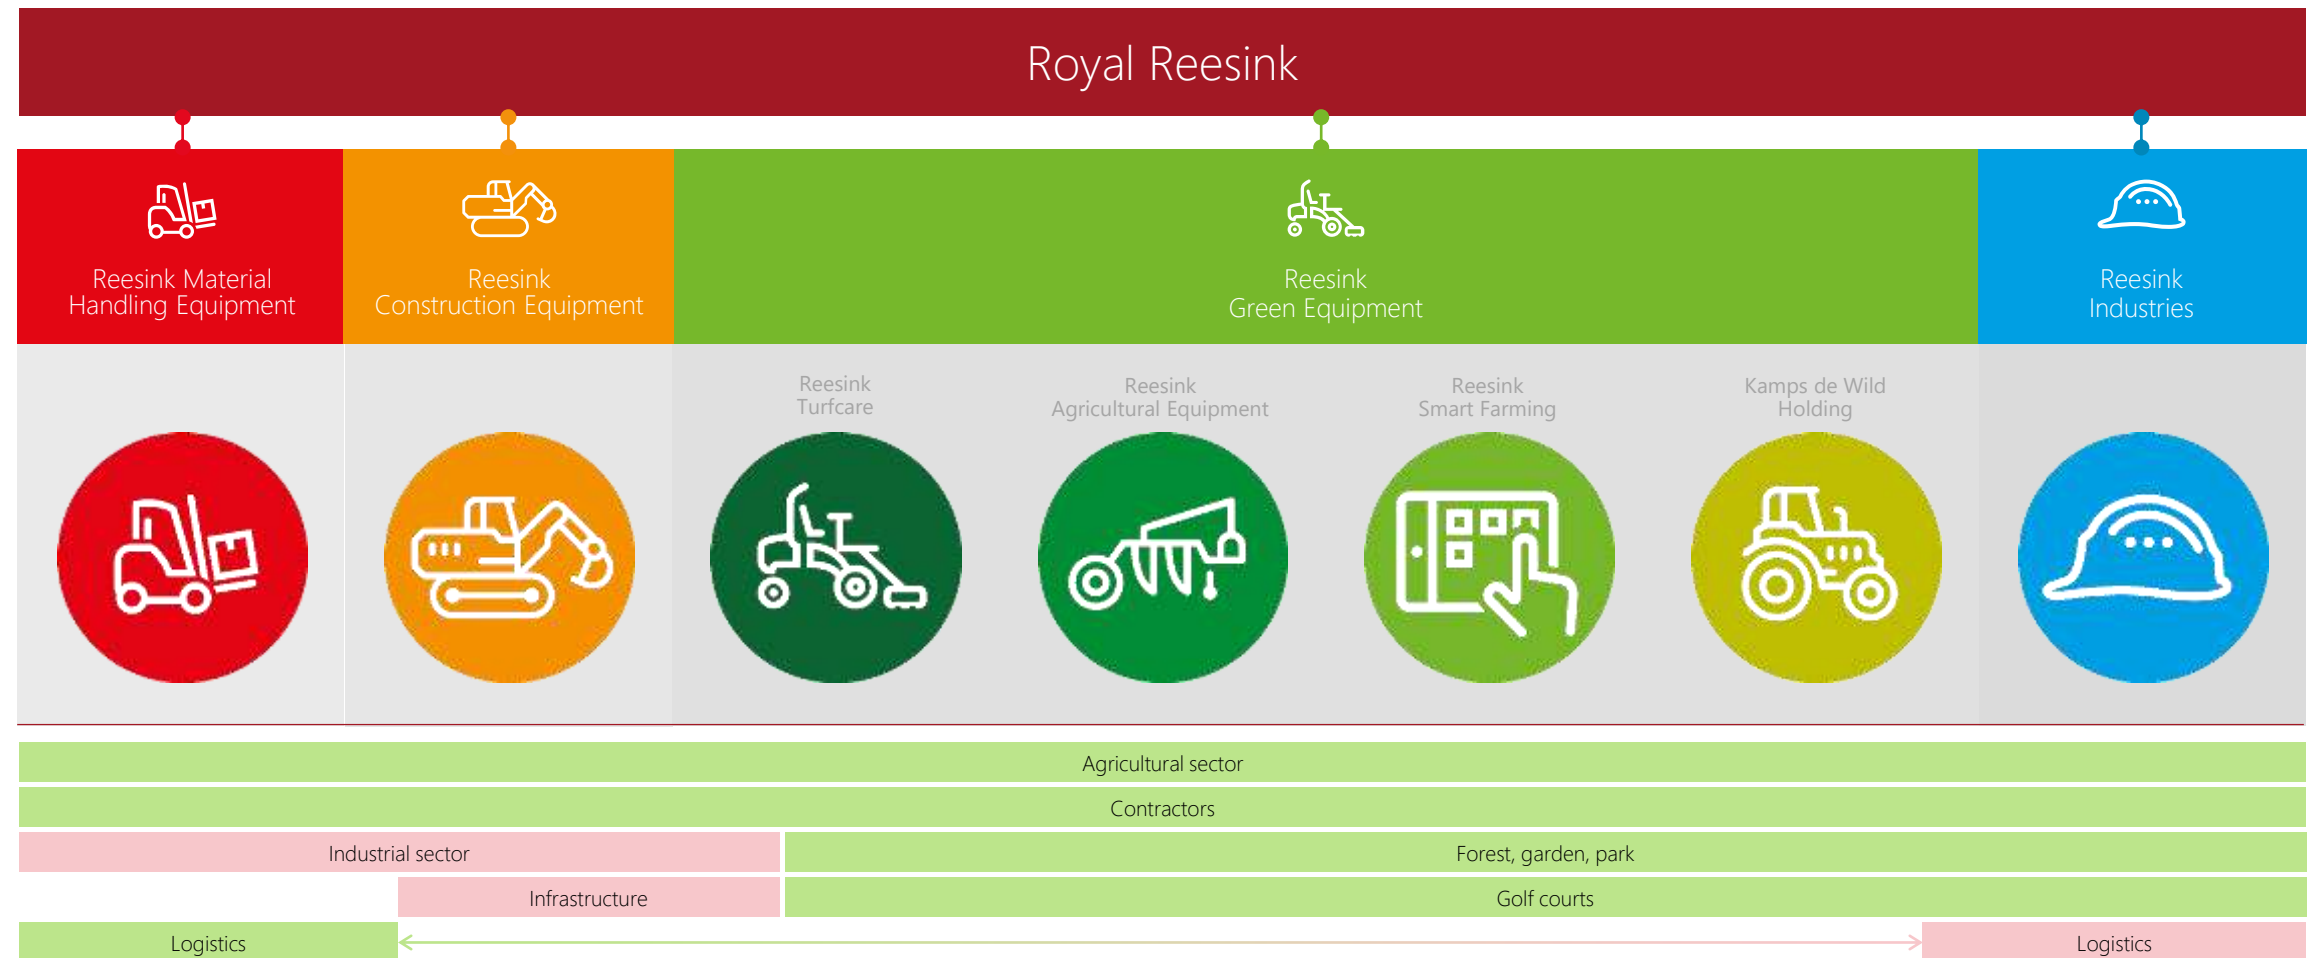 Royal Reesink
Reesink Material
Handling Equipment
Reesink
Construction Equipment
Reesink
Green Equipment
Reesink
Industries
Reesink
Turfcare
Reesink
Agricultural Equipment
Reesink
Smart Farming
Kamps de Wild
Holding
Agricultural sector
Contractors
Industrial sector
Forest, garden, park
Infrastructure
Golf courts
Logistics
Logistics